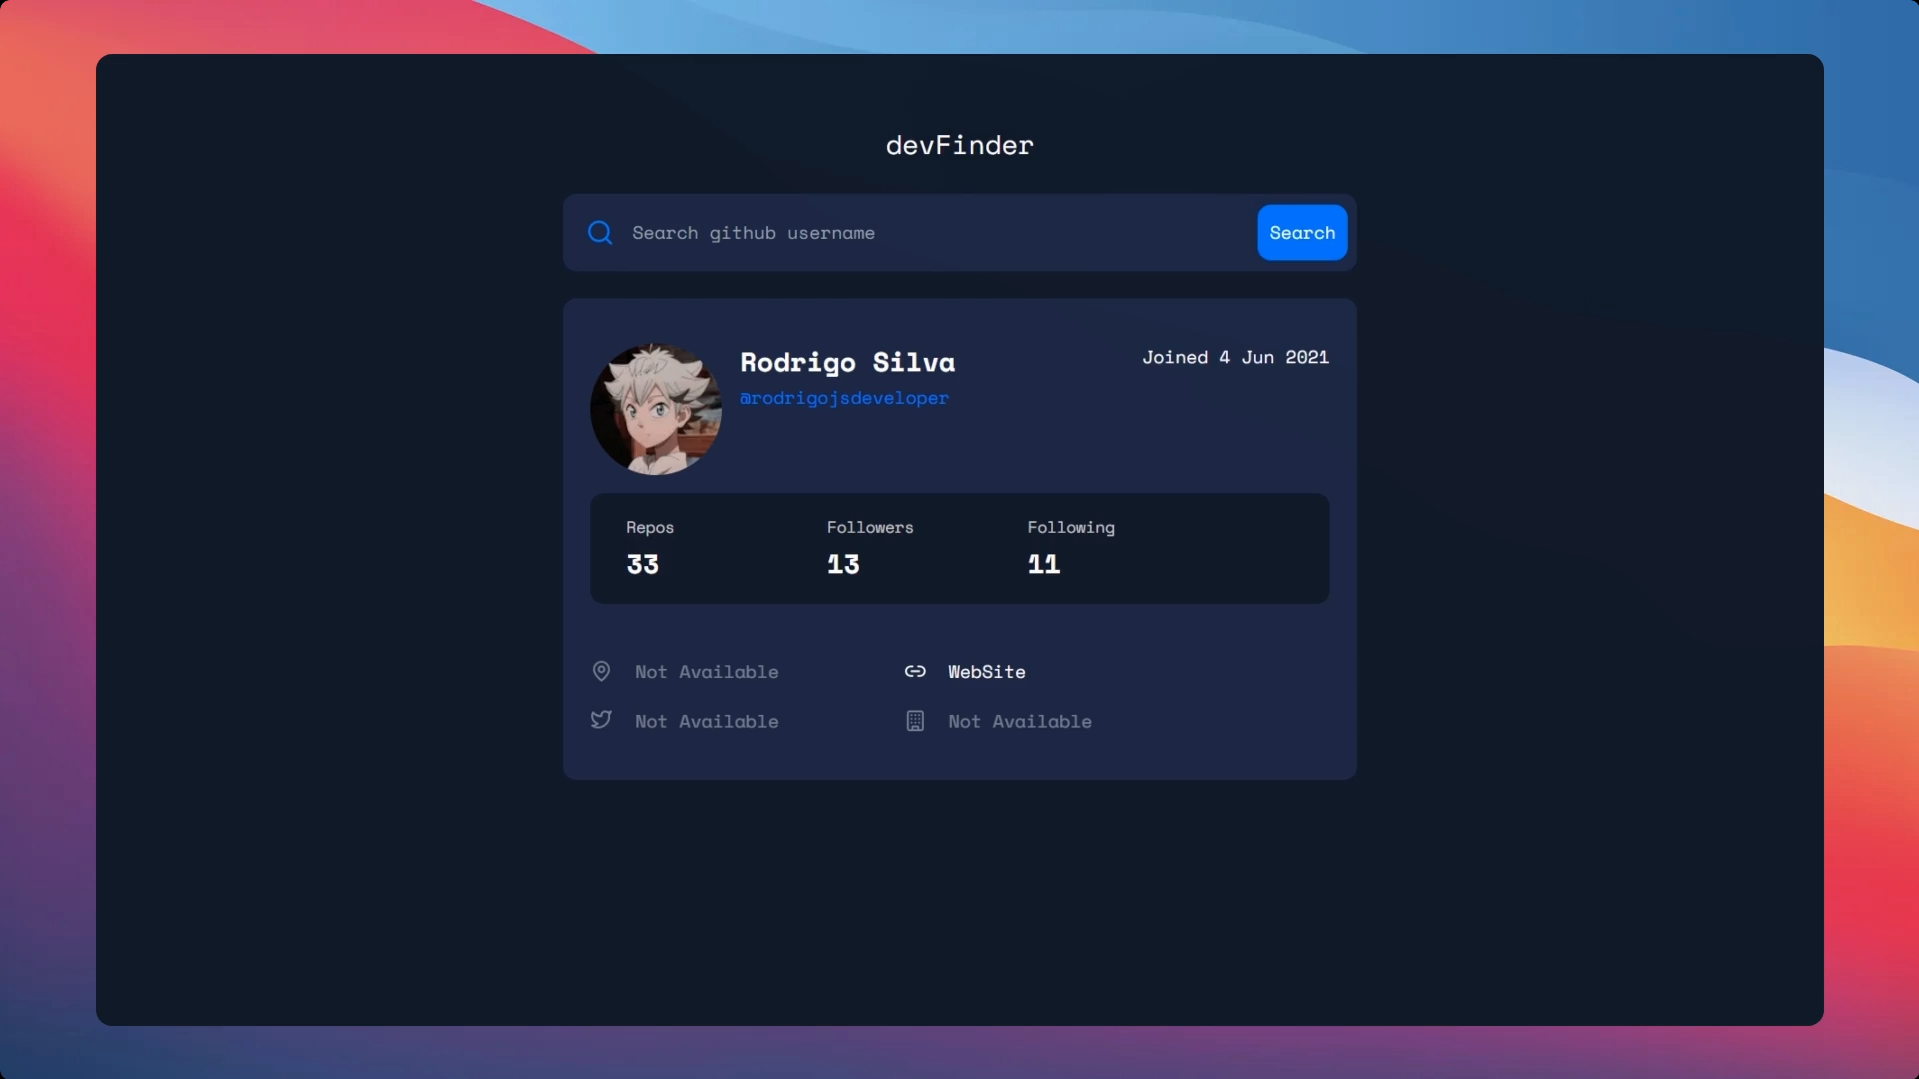 devFinder
Search github username
Search
Rodrigo Silva
Joined 4 Jun 2021
@rodrigojsdeveloper
Repos
Followers
Following
33
13
11
Not Available
WebSite
Not Available
Not Available